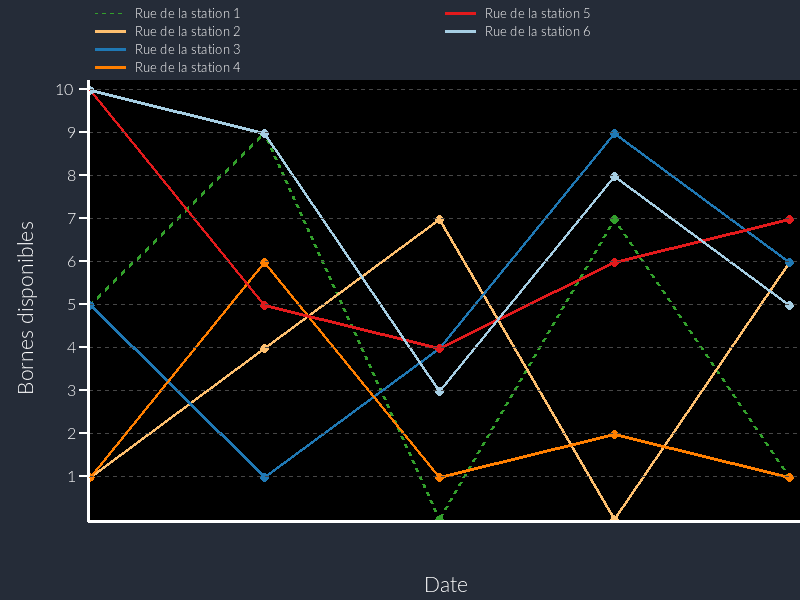 Rue de la station 1
Rue de la station 2
Rue de la station 3
Rue de la station 4
Rue de la station 5
Rue de la station 6
10
9
8
7
6
5
4
3
2
1
Bornes disponibles
Date